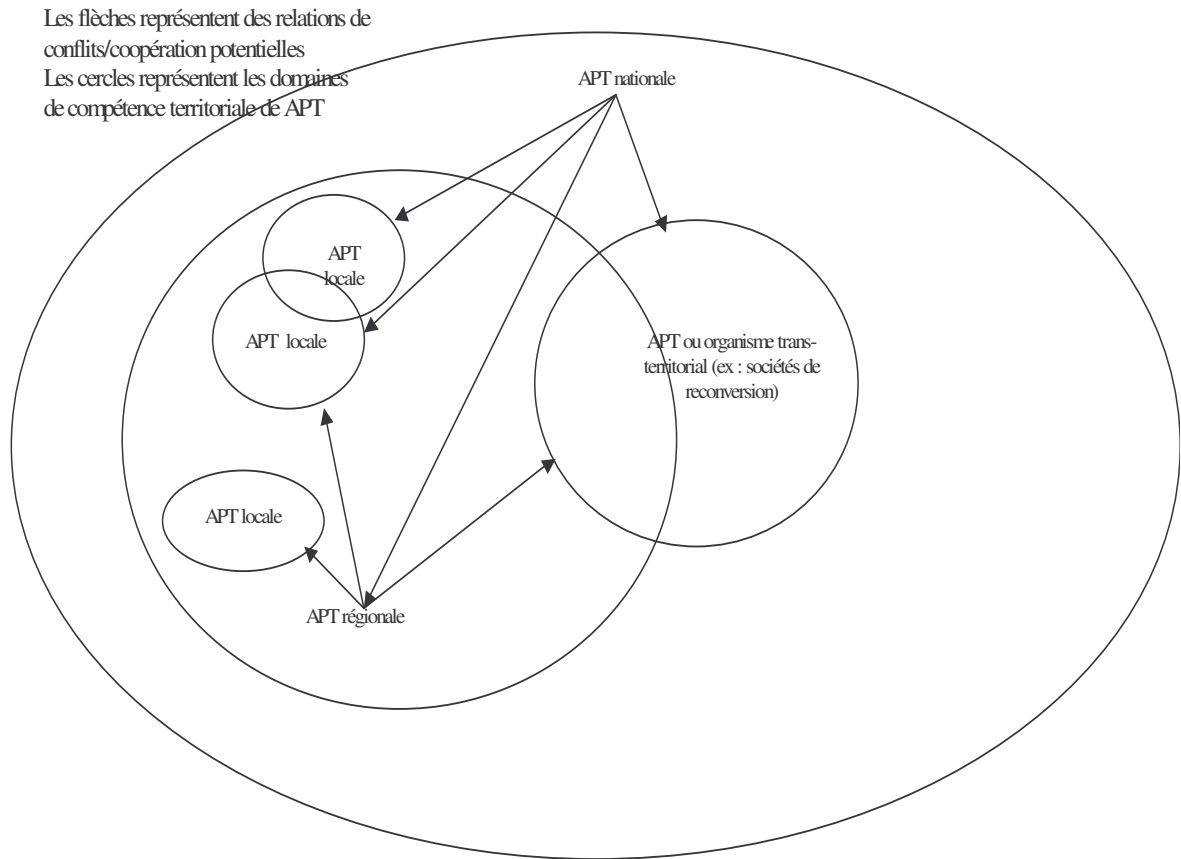 Les flèches représentent des relations de
conflits/coopération potentielles
Les cercles représentent les domaines
de compétence territoriale de APT
APT nationale
APT
locale
APT locale
APT ou organisme trans-
territorial (ex : sociétés de
reconversion)
APT locale
APT régionale